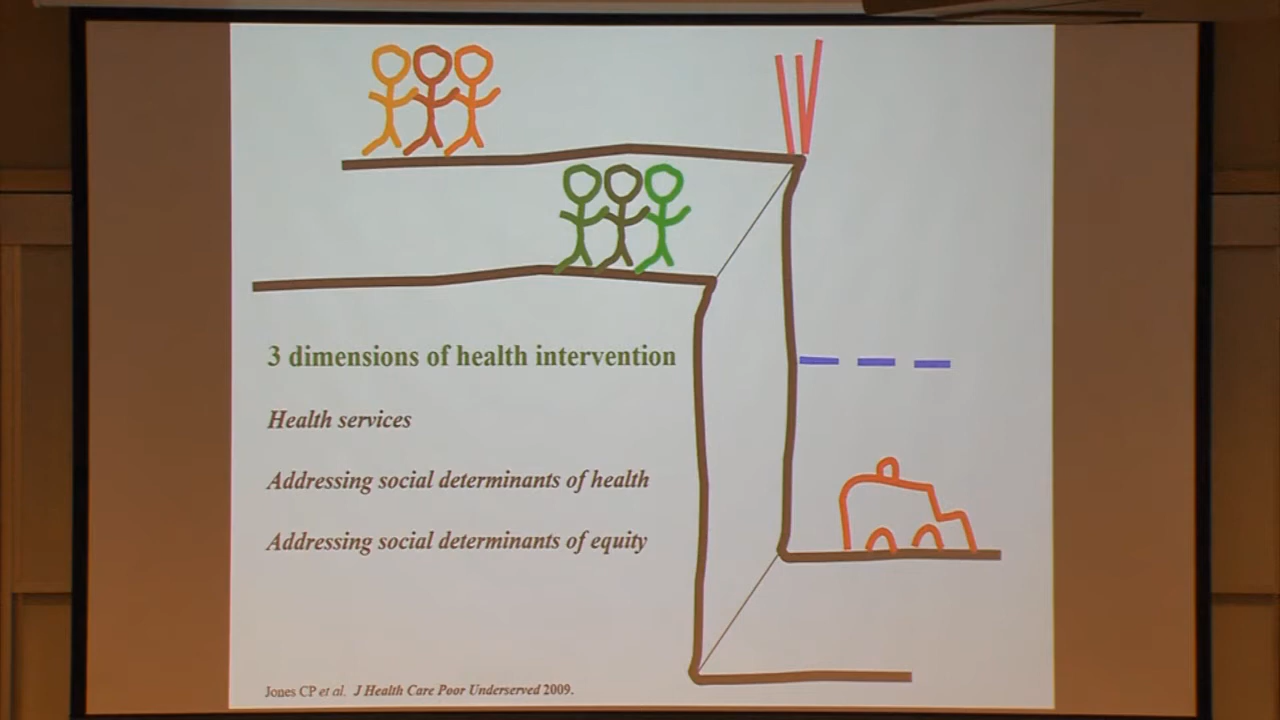 3 dimensions of health intervention
Health services
Addressing social determinants of health
Addressing social determinants of equity
Jones CP et al. J Health Care Poor Underserved 2009.